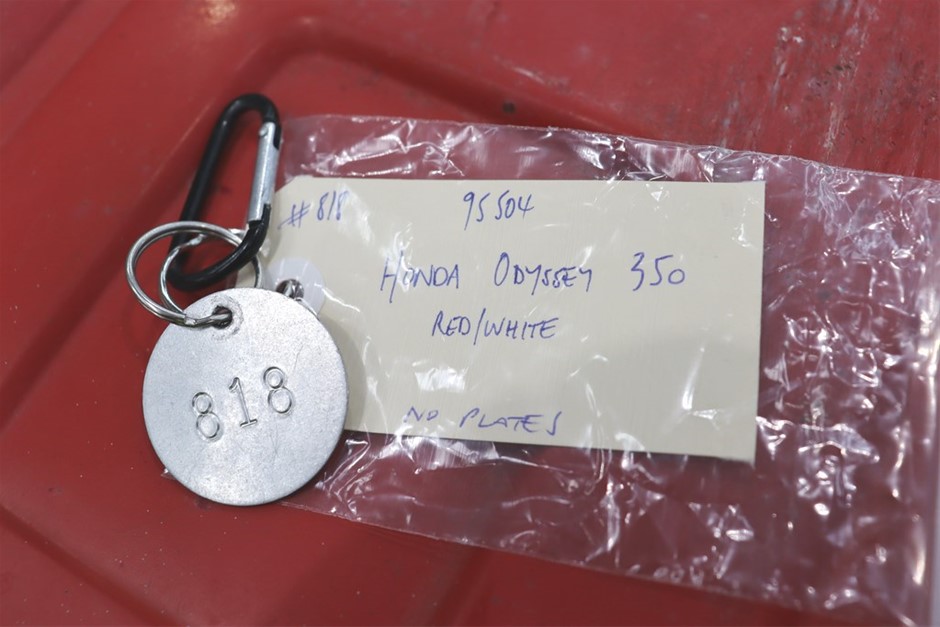 #818 95504
HONDA ODYSSEY 350
RED/WHITE
NO PLATES
818